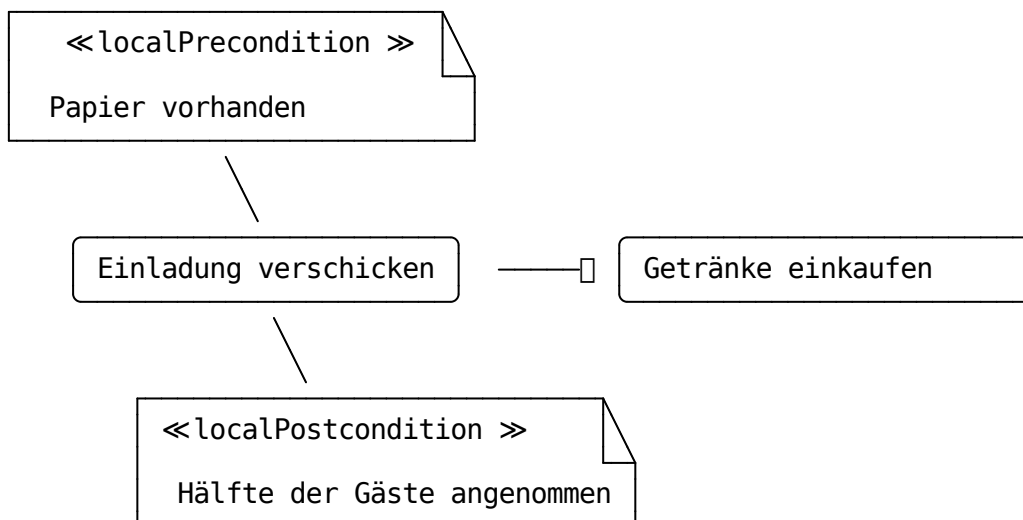 ≪localPrecondition ≫
Papier vorhanden
Einladung verschicken
Getränke einkaufen
≪localPostcondition ≫
Hälfte der Gäste angenommen